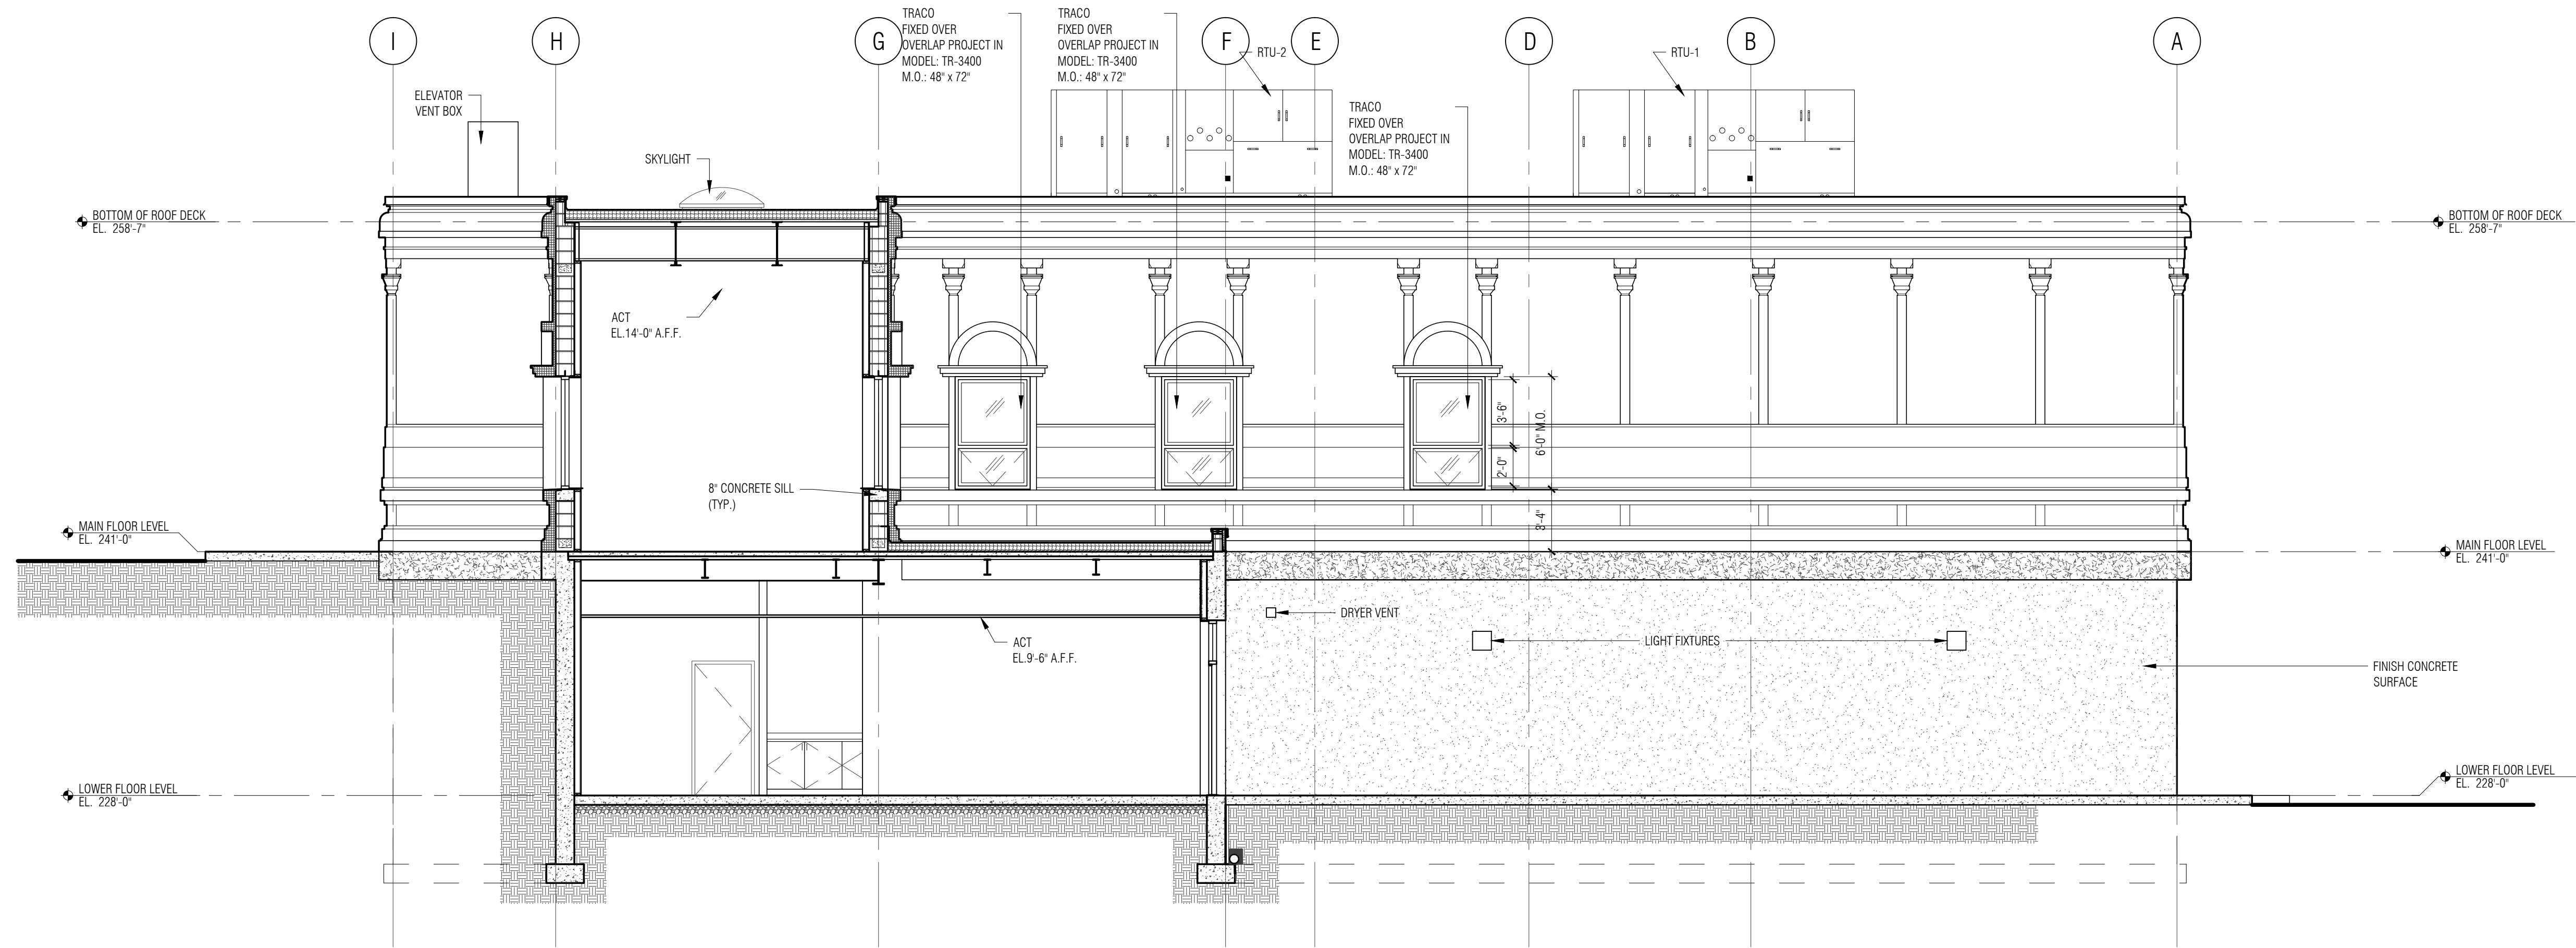 I
H
G
F
E
D
B
A
TRACO
FIXED OVER
OVERLAP PROJECT IN
MODEL: TR-3400
M.O.: 48" x 72"
TRACO
FIXED OVER
OVERLAP PROJECT IN
MODEL: TR-3400
M.O.: 48" x 72"
RTU-2
RTU-1
ELEVATOR
VENT BOX
TRACO
FIXED OVER
OVERLAP PROJECT IN
MODEL: TR-3400
M.O.: 48" x 72"
SKYLIGHT
BOTTOM OF ROOF DECK
EL. 258'-7"
BOTTOM OF ROOF DECK
EL. 258'-7"
ACT
EL.14'-0" A.F.F.
3'-6"
6'-0" M.O.
2'-0"
3'-4"
8" CONCRETE SILL
(TYP.)
MAIN FLOOR LEVEL
EL. 241'-0"
MAIN FLOOR LEVEL
EL. 241'-0"
DRYER VENT
LIGHT FIXTURES
ACT
EL.9'-6" A.F.F.
FINISH CONCRETE
SURFACE
LOWER FLOOR LEVEL
EL. 228'-0"
LOWER FLOOR LEVEL
EL. 228'-0"